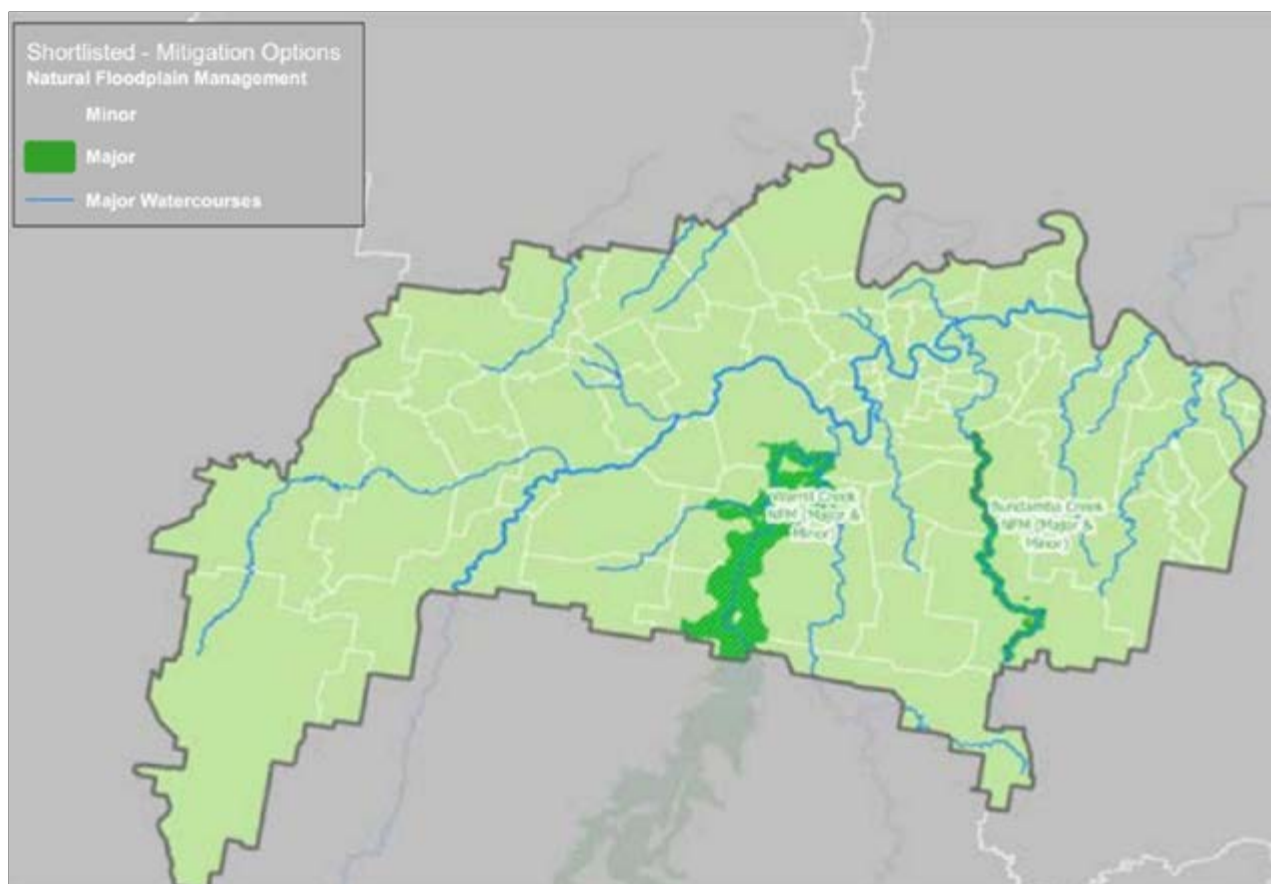 Shortlisted - Mitigation Options
Natural Floodplain Management
Minor
Major
Major Watercourses
Warrill Creek
NFM (Major &
Minor)
Bundamba Creek
NFM (Major &
Minor)